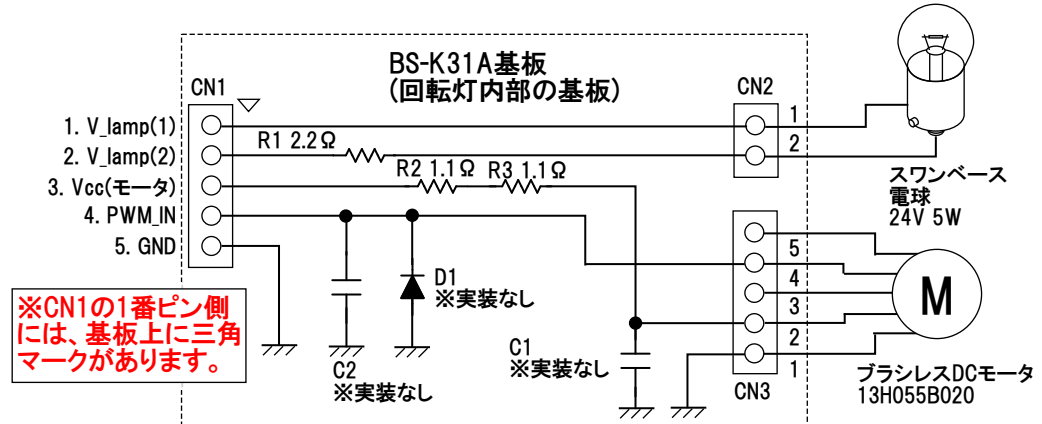 BS-K31A基板
(回転灯内部の基板)
CN1
CN2
1. V_lamp(1)
2. V_lamp(2)
3. Vcc(モータ)
4. PWM_IN
5. GND
R1 2.2Ω
R2 1.1Ω
R3 1.1Ω
1
2
スワンベース
電球
24V 5W
D1
※実装なし
C2
※実装なし
C1
※実装なし
5
4
3
2
1
CN3
M
ブラシレスDCモータ
13H055B020
※CN1の1番ピン側
には、基板上に三角
マークがあります。